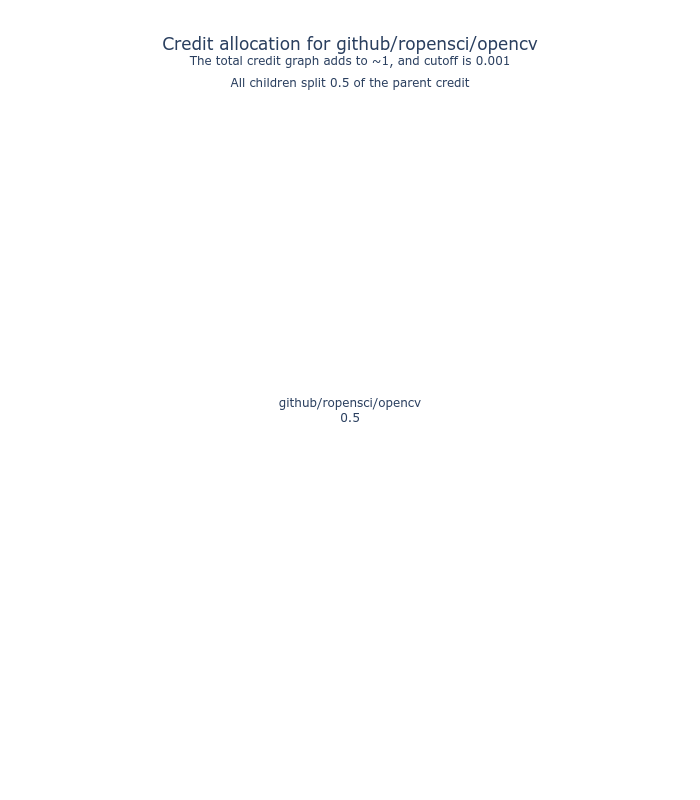 Credit allocation for github/ropensci/opencv
The total credit graph adds to ~1, and cutoff is 0.001
All children split 0.5 of the parent credit
github/ropensci/opencv
0.5